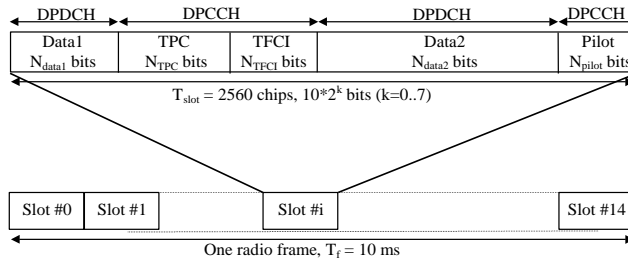 DPDCH DPCCH DPDCH DPCCH
Data1 TPC TFCI Data2 Pilot
N_data1 bits N_TPC bits N_TFCI bits N_data2 bits N_pilot bits
T_slot = 2560 chips, 10*2^k bits (k=0..7)
Slot #0 Slot #1 Slot #i Slot #14
One radio frame, T_f = 10 ms